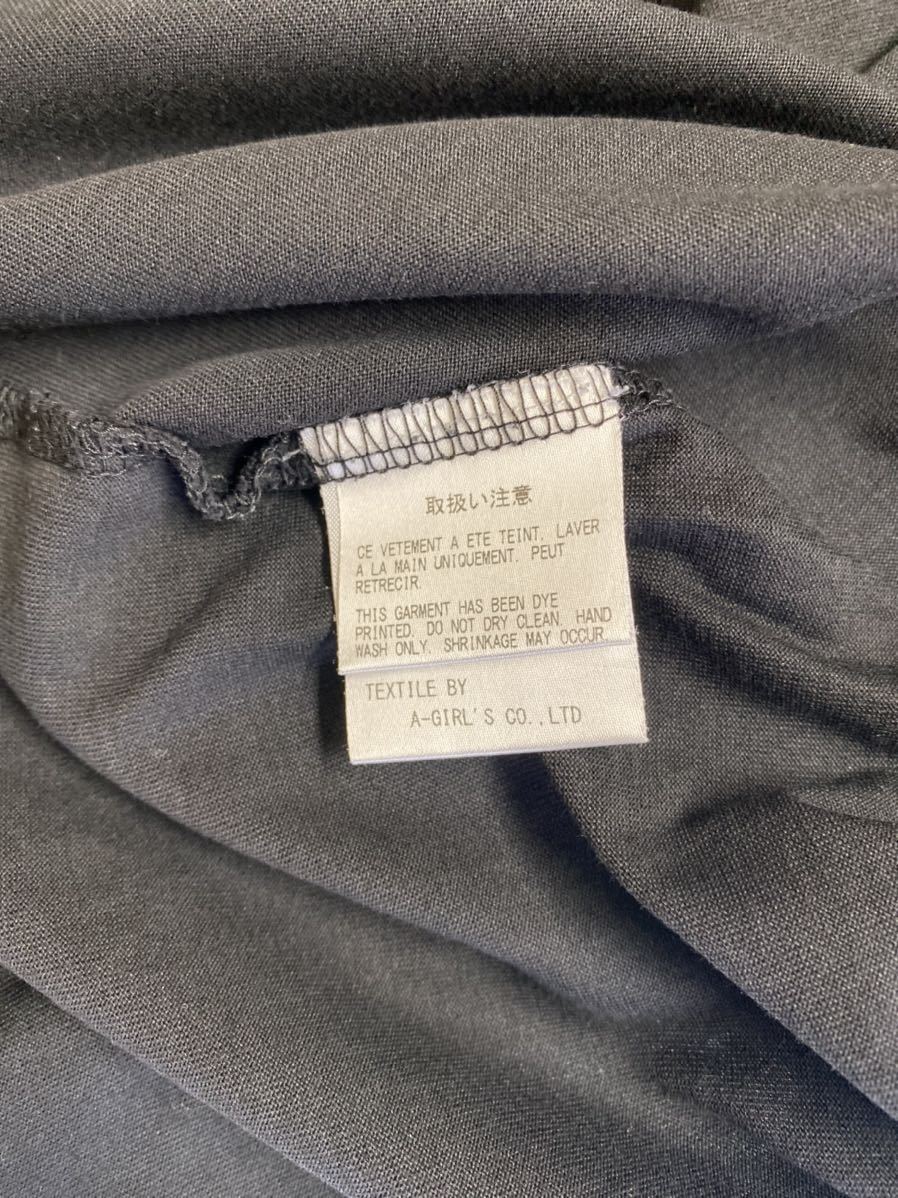 取扱い注意
CE VETEMENT A ETE TEINT. LAVER
A LA MAIN UNIQUEMENT. PEUT
RETRECIR.
THIS GARMENT HAS BEEN DYE
PRINTED. DO NOT DRY CLEAN. HAND
WASH ONLY. SHRINKAGE MAY OCCUR.
TEXTILE BY
A-GIRL'S CO.,LTD